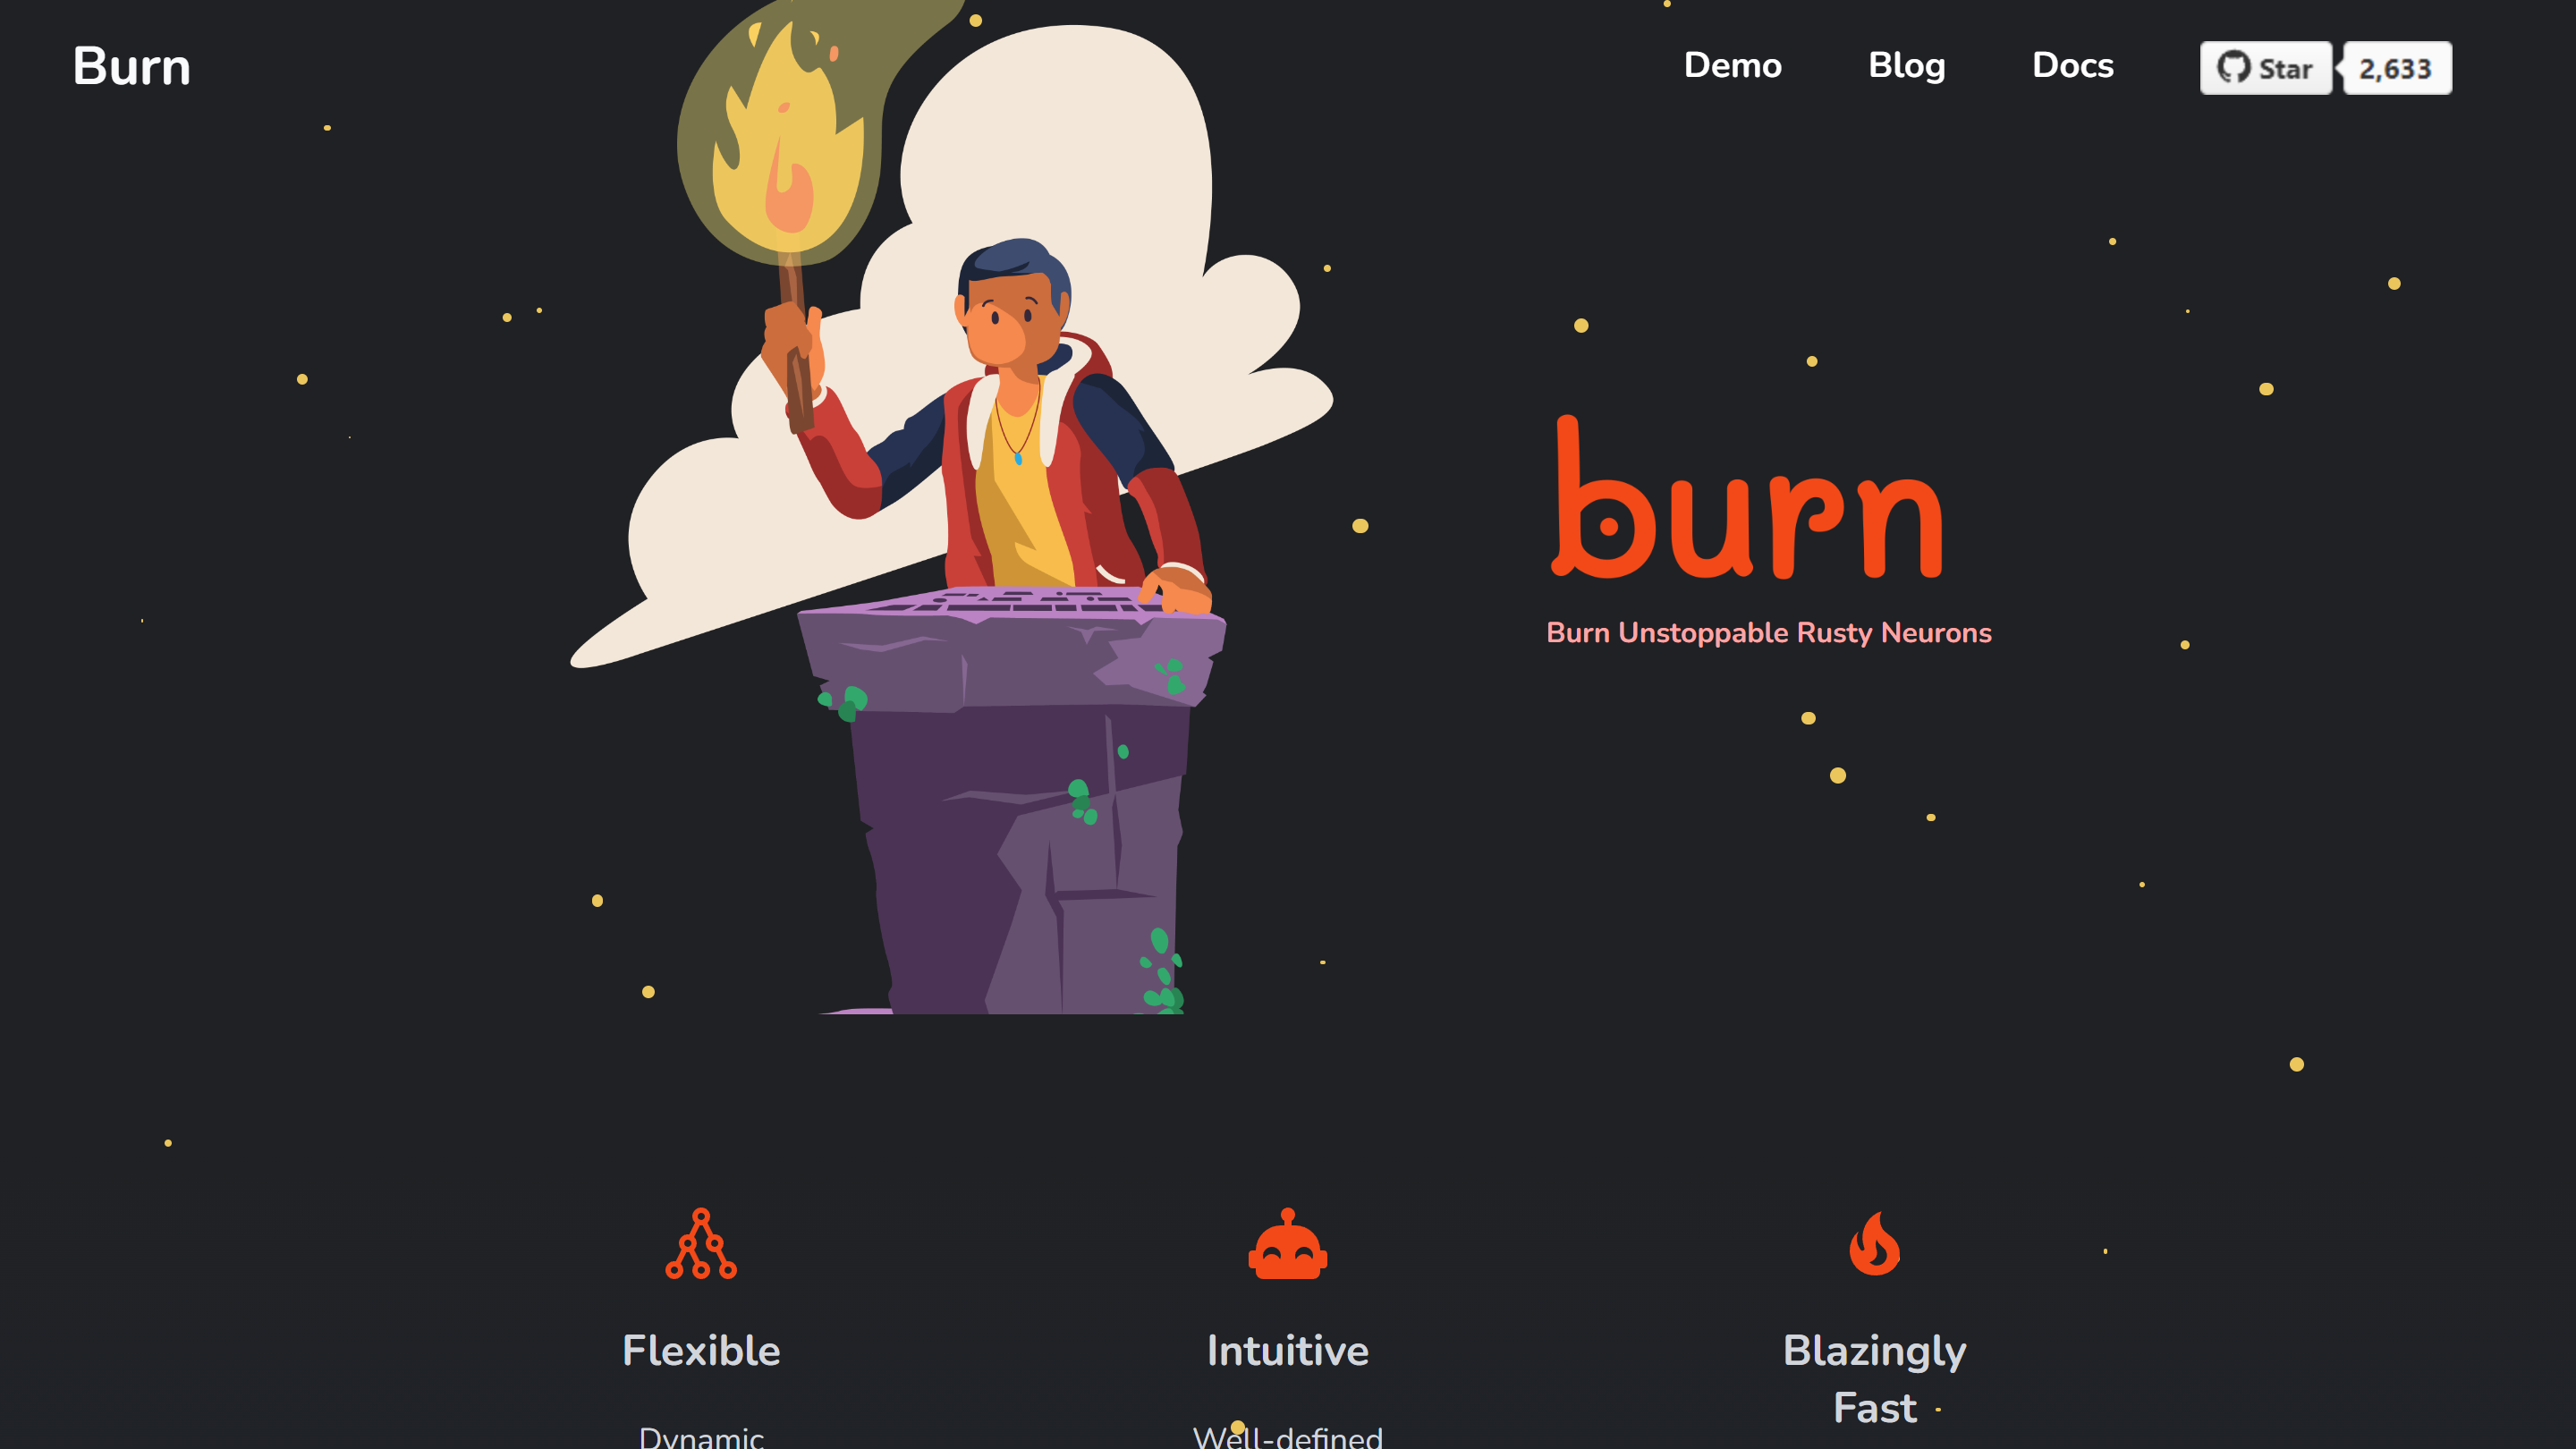 Burn
Demo
Blog
Docs
Star
2,633
burn
Burn Unstoppable Rusty Neurons
Flexible
Intuitive
Blazingly
Fast
Dynamic
Well-defined